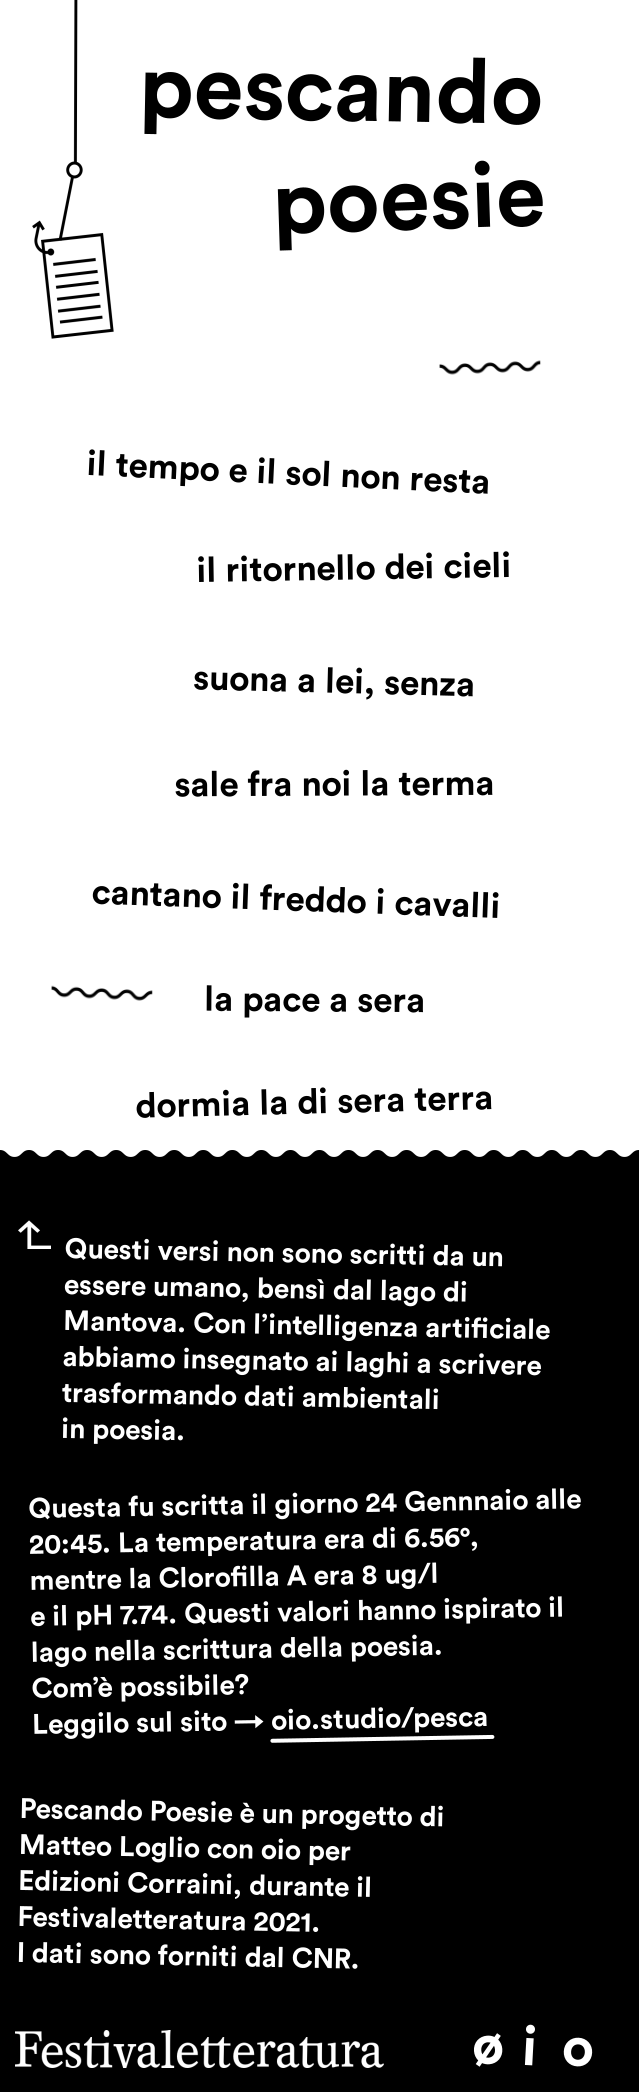 pescando
poesie
il tempo e il sol non resta
il ritornello dei cieli
suona a lei, senza
sale fra noi la terma
cantano il freddo i cavalli
la pace a sera
dormia la di sera terra
Questi versi non sono scritti da un
essere umano, bensì dal lago di
Mantova. Con l’intelligenza artificiale
abbiamo insegnato ai laghi a scrivere
trasformando dati ambientali
in poesia.
Questa fu scritta il giorno 24 Gennnaio alle
20:45. La temperatura era di 6.56°,
mentre la Clorofilla A era 8 ug/l
e il pH 7.74. Questi valori hanno ispirato il
lago nella scrittura della poesia.
Com’è possibile?
Leggilo sul sito → oio.studio/pesca
Pescando Poesie è un progetto di
Matteo Loglio con oio per
Edizioni Corraini, durante il
Festivaletteratura 2021.
I dati sono forniti dal CNR.
Festivaletteratura ø i o